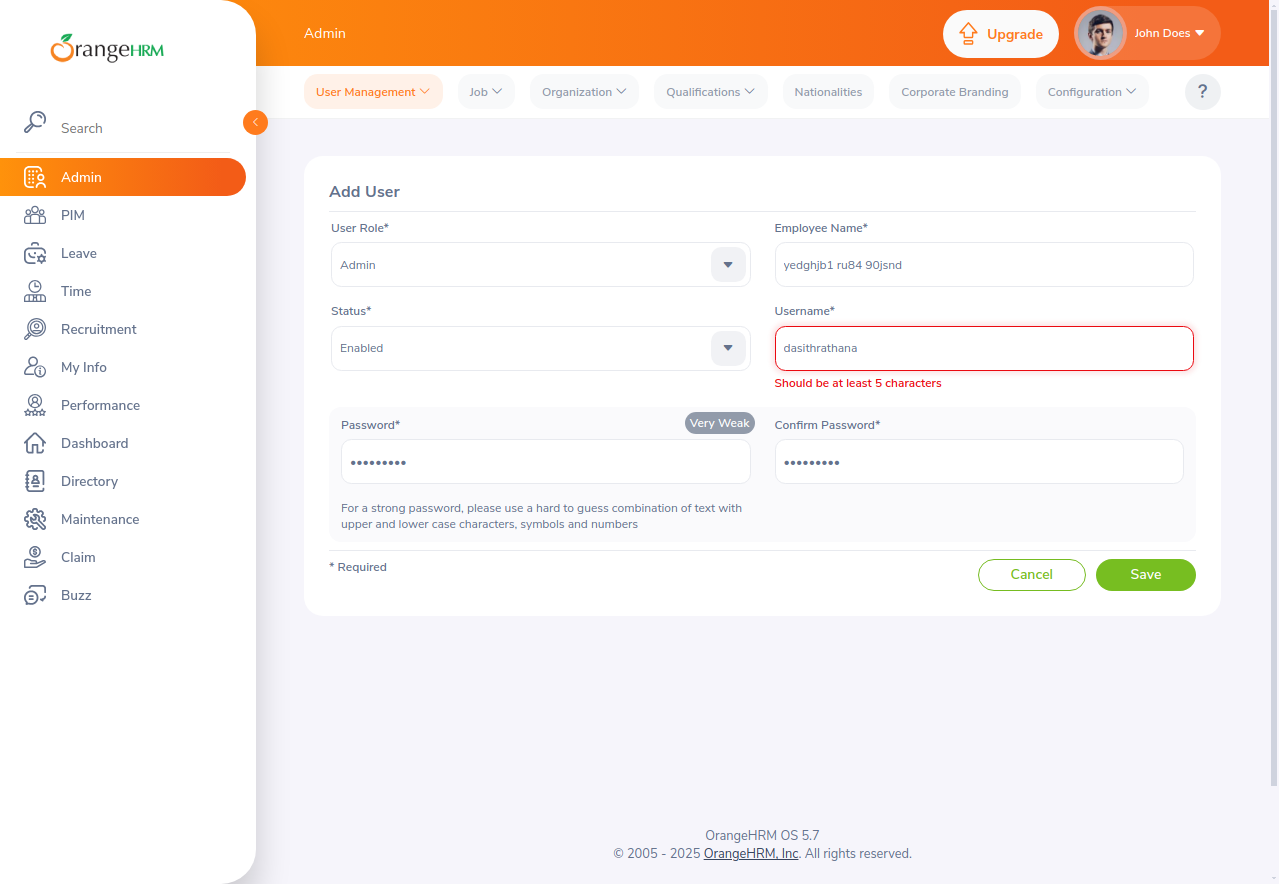 OrangeHRM
Admin
Upgrade
John Does
User Management
Job
Organization
Qualifications
Nationalities
Corporate Branding
Configuration
?
Search
Admin
PIM
Leave
Time
Recruitment
My Info
Performance
Dashboard
Directory
Maintenance
Claim
Buzz
Add User
User Role*
Employee Name*
Admin
yedghjb1 ru84 90jsnd
Status*
Username*
Enabled
dasithrathana
Should be at least 5 characters
Password*
Very Weak
Confirm Password*
•••••••••
•••••••••
For a strong password, please use a hard to guess combination of text with
upper and lower case characters, symbols and numbers
* Required
Cancel
Save
OrangeHRM OS 5.7
© 2005 - 2025 OrangeHRM, Inc. All rights reserved.